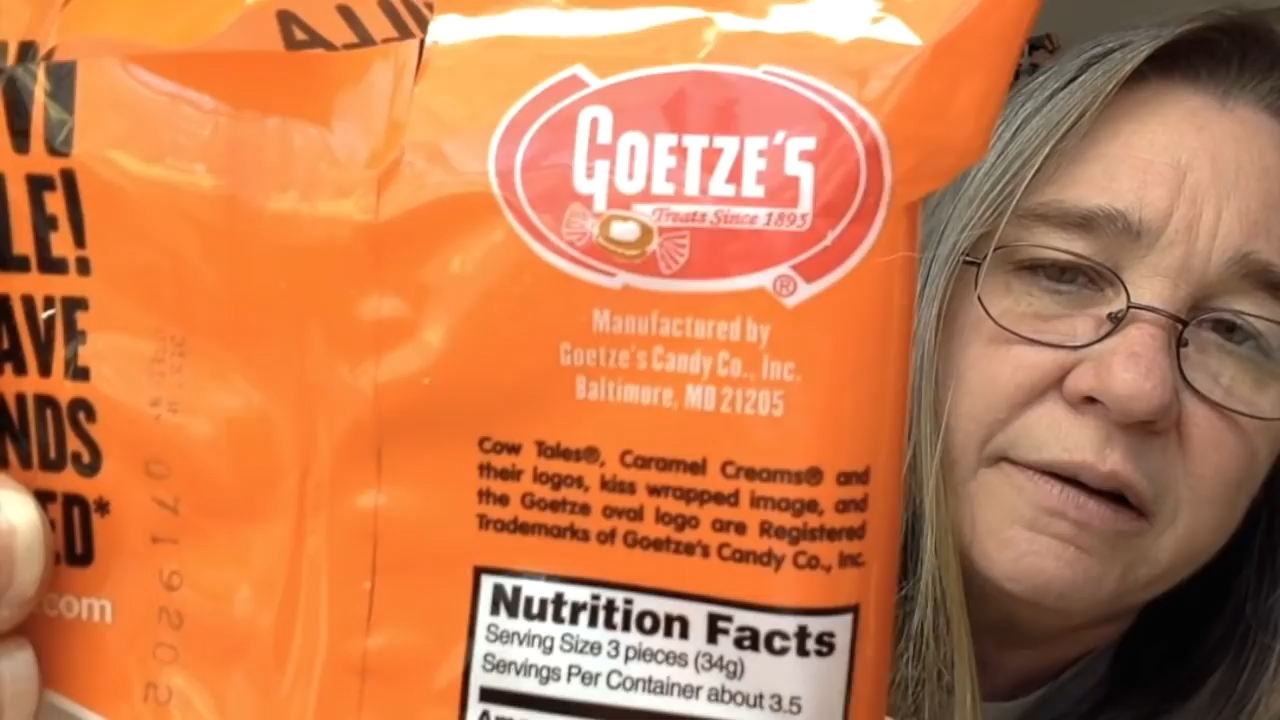 LE!
AVE
NDS
ED*
.com
0719202
GOETZE'S
Treats Since 1895
®
Manufactured by
Goetze's Candy Co., Inc.
Baltimore, MD 21205
Cow Tales®, Caramel Creams® and
their logos, kiss wrapped image, and
the Goetze oval logo are Registered
Trademarks of Goetze's Candy Co., Inc.
Nutrition Facts
Serving Size 3 pieces (34g)
Servings Per Container about 3.5